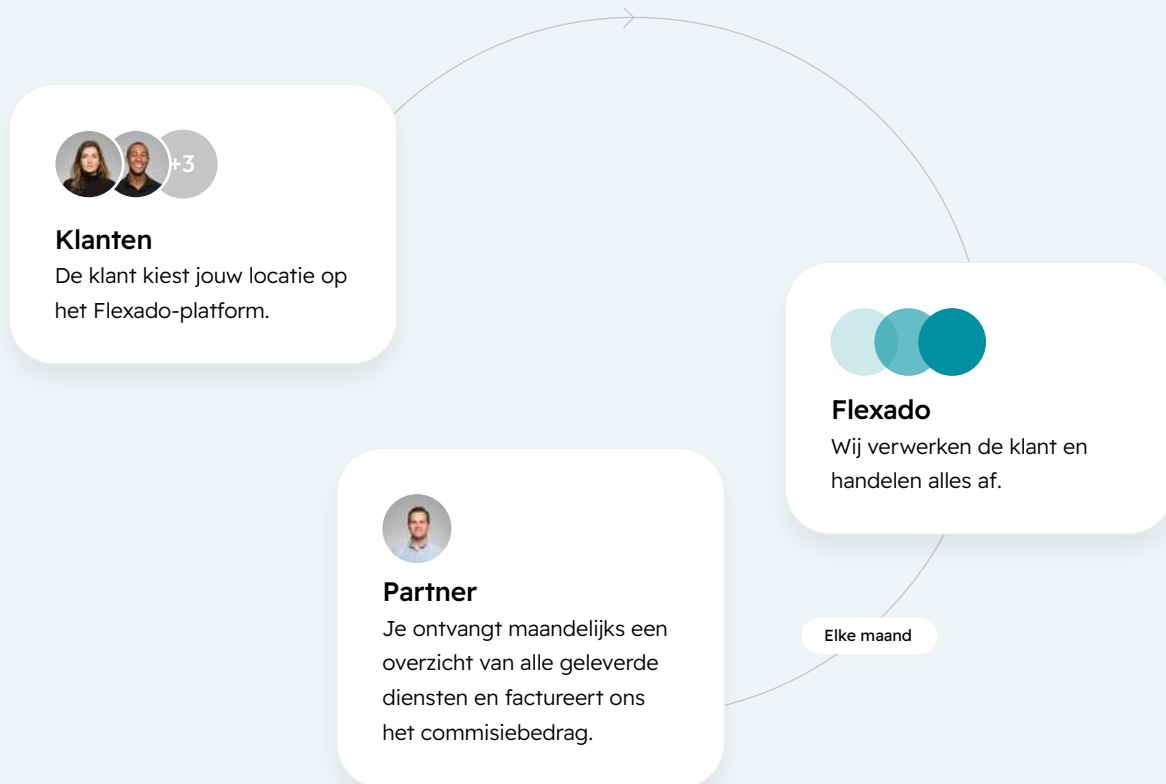 +3
Klanten
De klant kiest jouw locatie op
het Flexado-platform.
Flexado
Wij verwerken de klant en
handelen alles af.
Partner
Je ontvangt maandelijks een
overzicht van alle geleverde
diensten en factureert ons
het commisiebedrag.
Elke maand